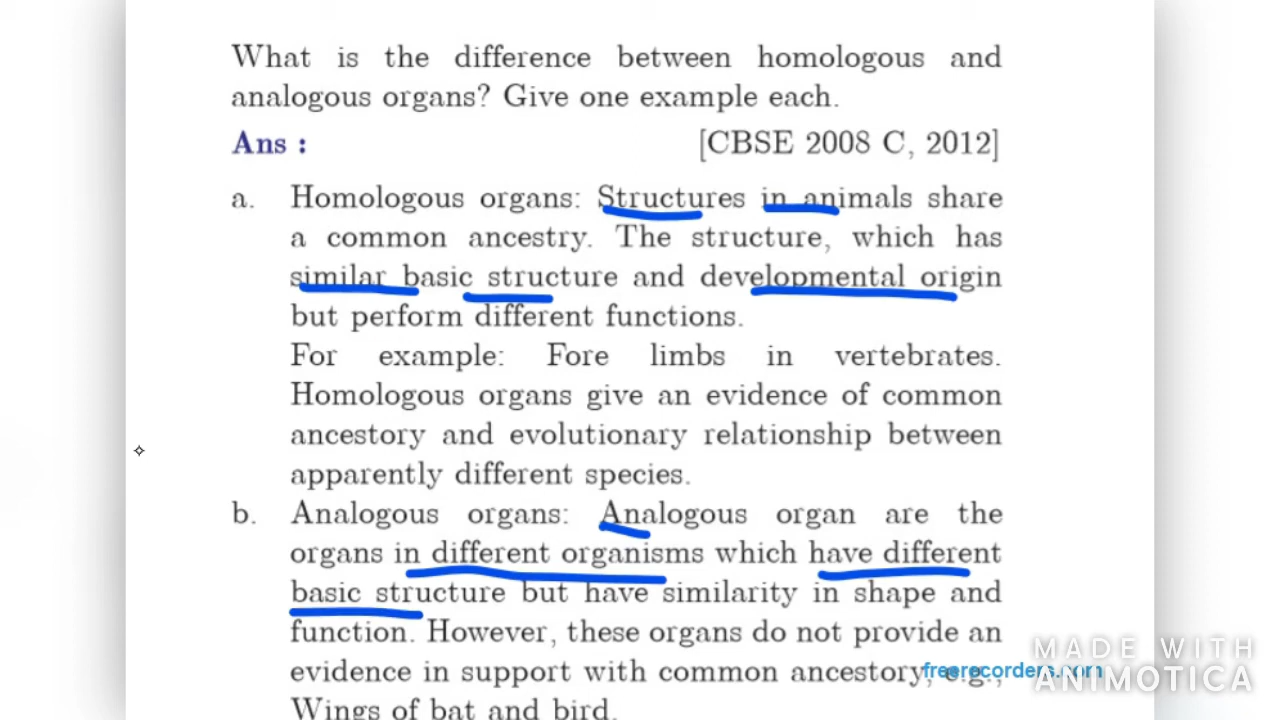 What is the difference between homologous and
analogous organs? Give one example each.
Ans : [CBSE 2008 C, 2012]
a. Homologous organs: Structures in animals share
a common ancestry. The structure, which has
similar basic structure and developmental origin
but perform different functions.
For example: Fore limbs in vertebrates.
Homologous organs give an evidence of common
ancestory and evolutionary relationship between
apparently different species.
b. Analogous organs: Analogous organ are the
organs in different organisms which have different
basic structure but have similarity in shape and
function. However, these organs do not provide an
evidence in support with common ancestory, e.g.,
Wings of bat and bird.
freerecorders.com
MADE WITH
ANIMOTICA